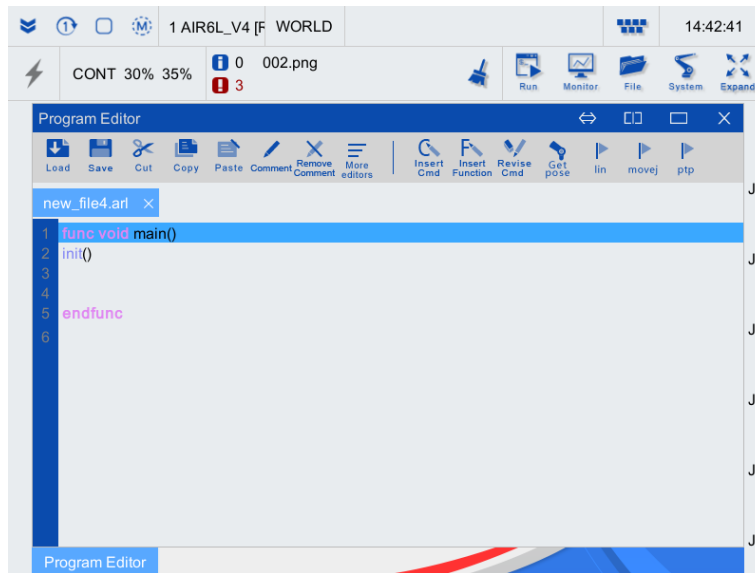 1 AIR6L_V4 [F WORLD 14:42:41
CONT 30% 35% 0 002.png
3
Run Monitor File System Expand
Program Editor
Load Save Cut Copy Paste Comment Remove Comment More editors Insert Cmd Insert Function Revise Cmd Get pose lin movej ptp
new_file4.arl
1 func void main()
2 init()
3
4
5 endfunc
6
J
J
J
J
J
J
Program Editor